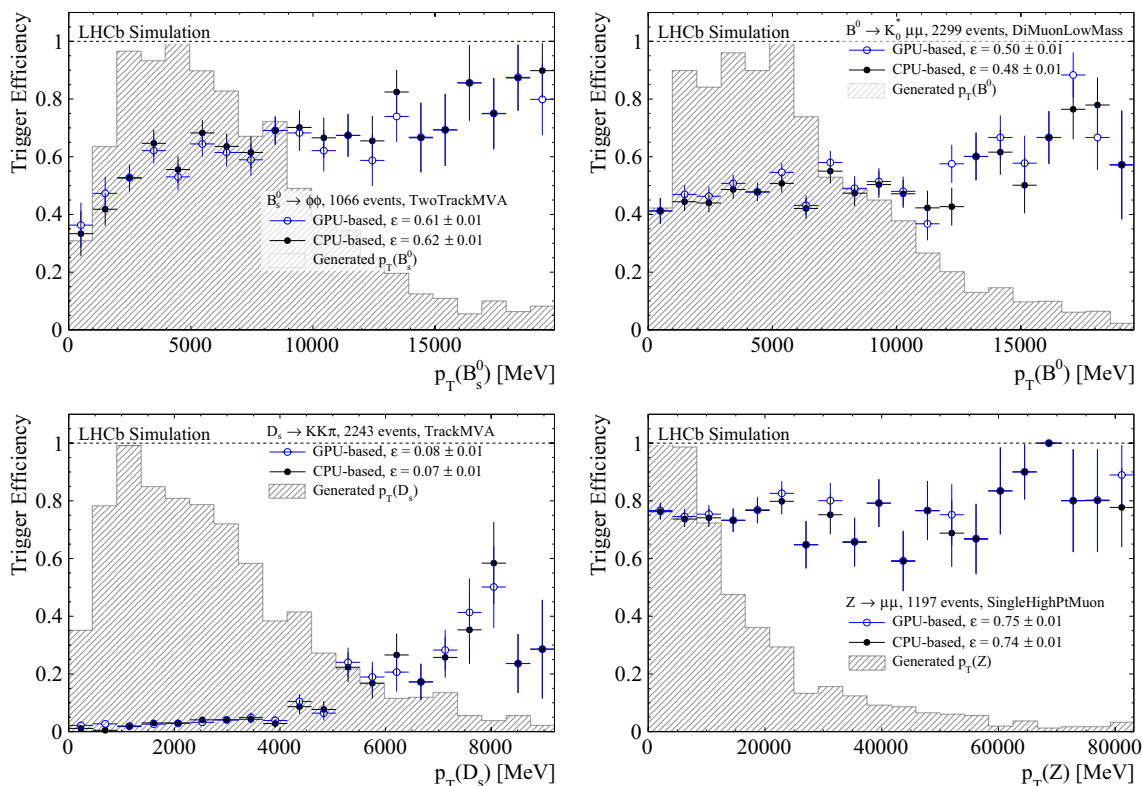 LHCb Simulation
Trigger Efficiency
1
0.8
0.6
0.4
0.2
0
B_s^0 → ϕϕ, 1066 events, TwoTrackMVA
GPU-based, ε = 0.61 ± 0.01
CPU-based, ε = 0.62 ± 0.01
Generated p_T(B_s^0)
0 5000 10000 15000
p_T(B_s^0) [MeV]
LHCb Simulation
Trigger Efficiency
1
0.8
0.6
0.4
0.2
0
B^0 → K_0^* μμ, 2299 events, DiMuonLowMass
GPU-based, ε = 0.50 ± 0.01
CPU-based, ε = 0.48 ± 0.01
Generated p_T(B^0)
0 5000 10000 15000
p_T(B^0) [MeV]
LHCb Simulation
Trigger Efficiency
1
0.8
0.6
0.4
0.2
0
D_s → KKπ, 2243 events, TrackMVA
GPU-based, ε = 0.08 ± 0.01
CPU-based, ε = 0.07 ± 0.01
Generated p_T(D_s)
0 2000 4000 6000 8000
p_T(D_s) [MeV]
LHCb Simulation
Trigger Efficiency
1
0.8
0.6
0.4
0.2
0
Z → μμ, 1197 events, SingleHighPtMuon
GPU-based, ε = 0.75 ± 0.01
CPU-based, ε = 0.74 ± 0.01
Generated p_T(Z)
0 20000 40000 60000 80000
p_T(Z) [MeV]